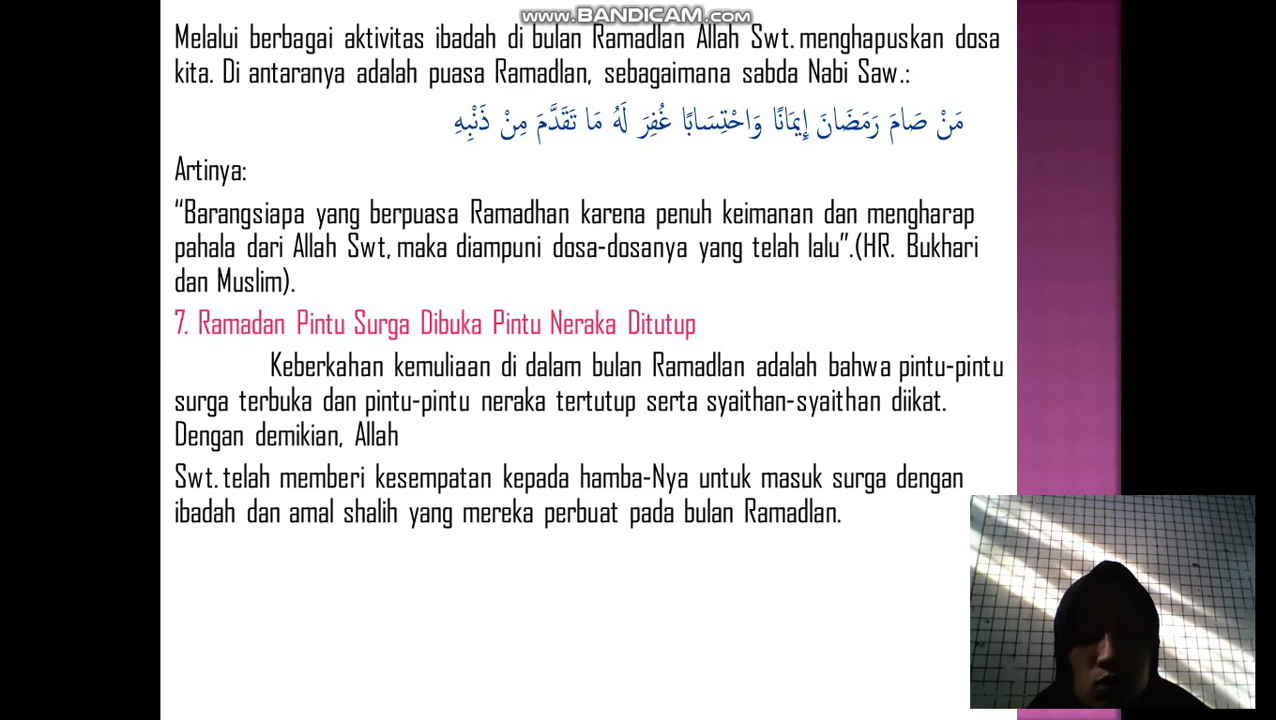 www.BANDICAM.com
Melalui berbagai aktivitas ibadah di bulan Ramadlan Allah Swt. menghapuskan dosa
kita. Di antaranya adalah puasa Ramadlan, sebagaimana sabda Nabi Saw.:
مَنْ صَامَ رَمَضَانَ إِيمَانًا وَاحْتِسَابًا غُفِرَ لَهُ مَا تَقَدَّمَ مِنْ ذَنْبِهِ
Artinya:
“Barangsiapa yang berpuasa Ramadhan karena penuh keimanan dan mengharap
pahala dari Allah Swt, maka diampuni dosa-dosanya yang telah lalu”.(HR. Bukhari
dan Muslim).
7. Ramadan Pintu Surga Dibuka Pintu Neraka Ditutup
Keberkahan kemuliaan di dalam bulan Ramadlan adalah bahwa pintu-pintu
surga terbuka dan pintu-pintu neraka tertutup serta syaithan-syaithan diikat.
Dengan demikian, Allah
Swt. telah memberi kesempatan kepada hamba-Nya untuk masuk surga dengan
ibadah dan amal shalih yang mereka perbuat pada bulan Ramadlan.